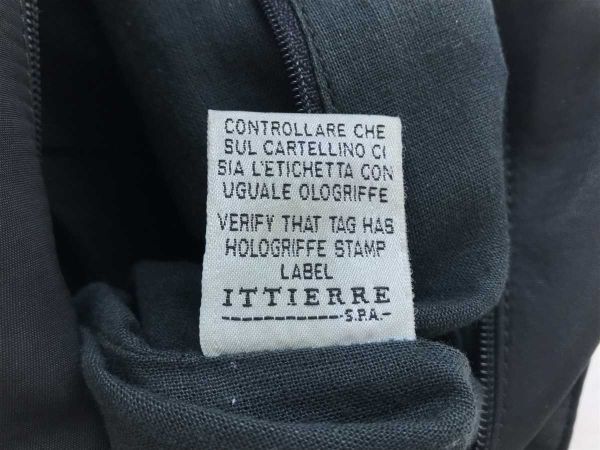 CONTROLLARE CHE
SUL CARTELLINO CI
SIA L'ETICHETTA CON
UGUALE OLOGRIFFE
VERIFY THAT TAG HAS
HOLOGRIFFE STAMP
LABEL
ITTIERRE
S.P.A.